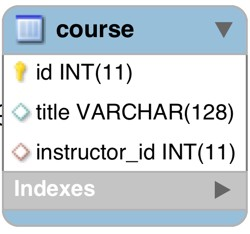 course
id INT(11)
title VARCHAR(128)
instructor_id INT(11)
Indexes